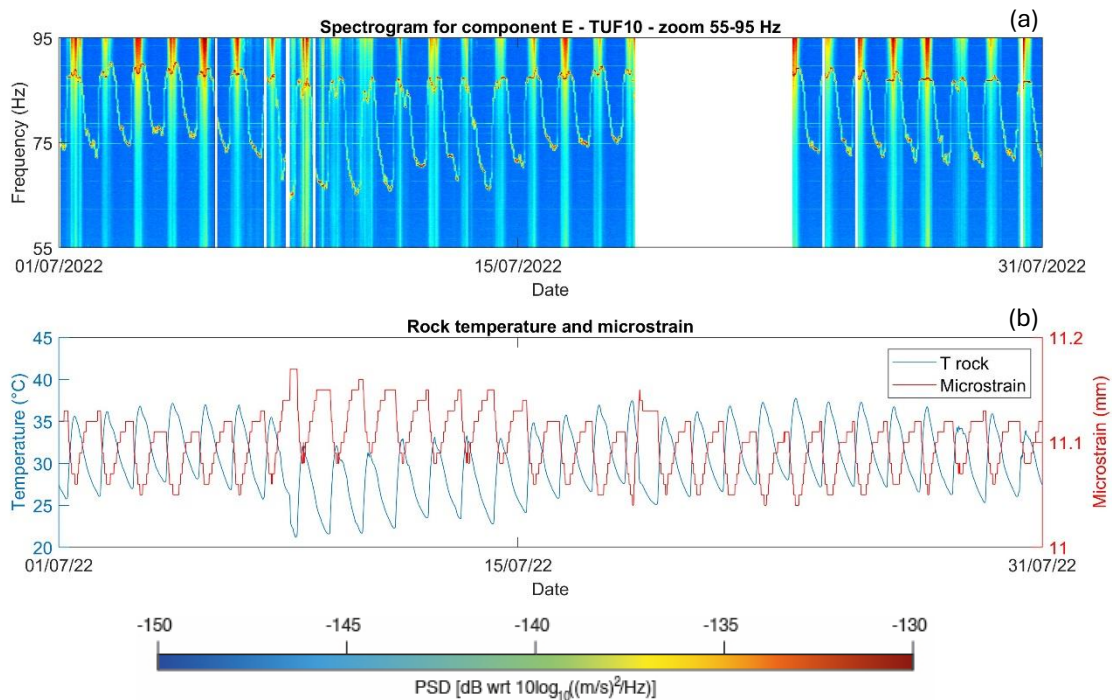 Spectrogram for component E - TUF10 - zoom 55-95 Hz
(a)
95
75
55
Frequency (Hz)
01/07/2022
15/07/2022
31/07/2022
Date
Rock temperature and microstrain
(b)
45
40
35
30
25
20
Temperature (°C)
T rock
Microstrain
11.2
11.1
11
Microstrain (mm)
01/07/22
15/07/22
31/07/22
Date
-150
-145
-140
-135
-130
PSD [dB wrt 10log10((m/s)²/Hz)]